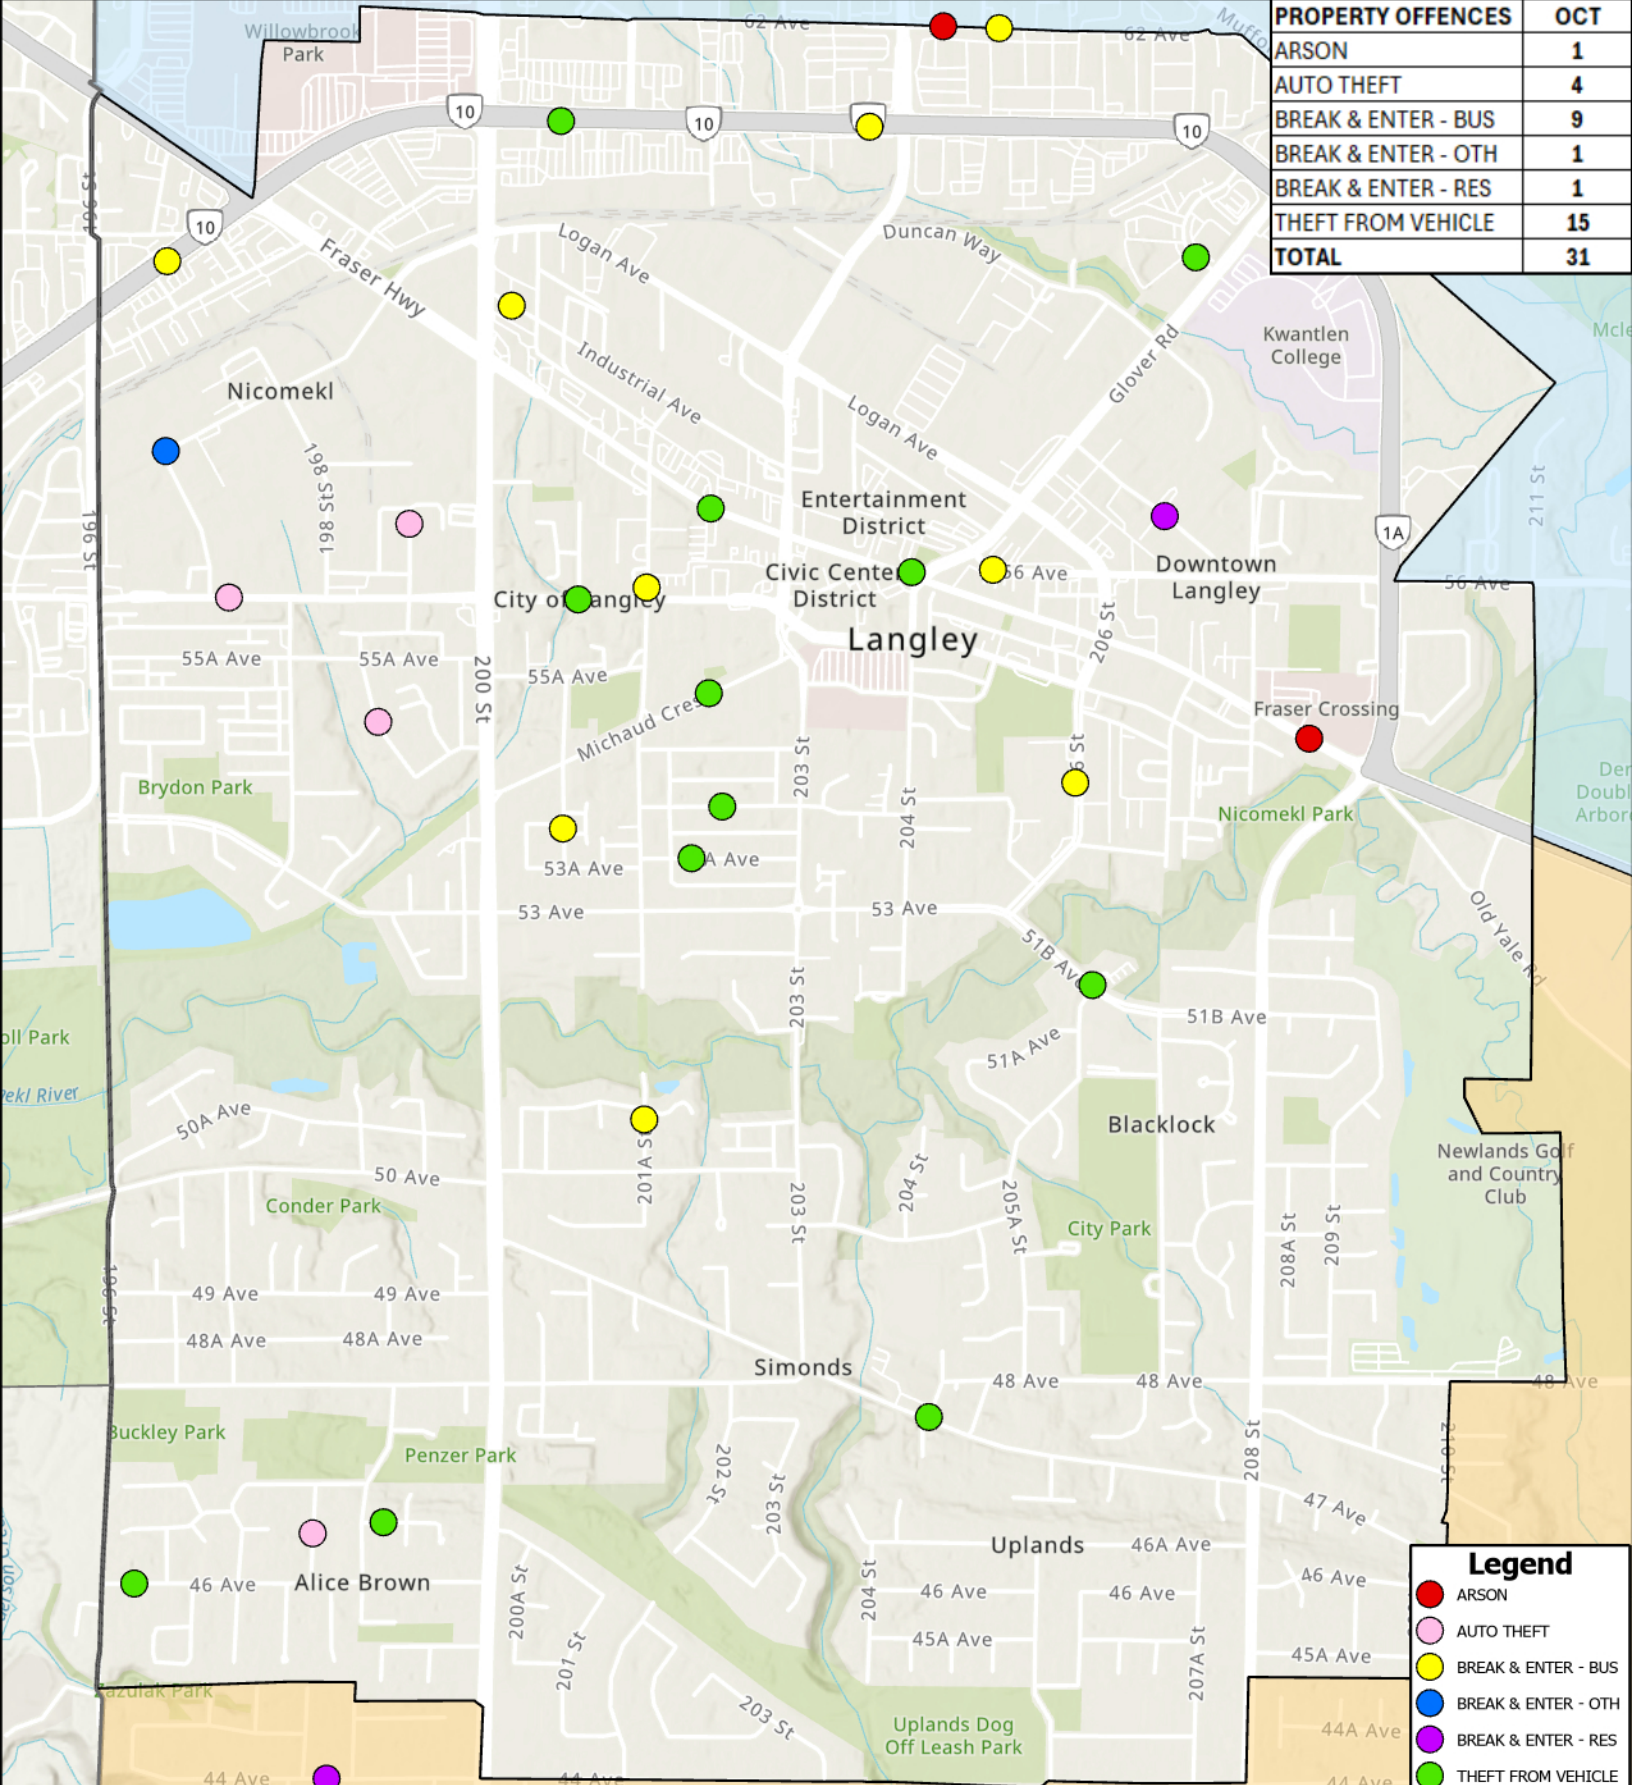 PROPERTY OFFENCES OCT
ARSON 1
AUTO THEFT 4
BREAK & ENTER - BUS 9
BREAK & ENTER - OTH 1
BREAK & ENTER - RES 1
THEFT FROM VEHICLE 15
TOTAL 31
Willowbrook
Park
62 Ave
62 Ave
10
10
10
10
196 St
Fraser Hwy
Logan Ave
Duncan Way
Industrial Ave
Logan Ave
Glover Rd
Kwantlen
College
Nicomekl
198 St
198 St
196 St
211 St
1A
Entertainment
District
Civic Center
District
56 Ave
Downtown
Langley
56 Ave
Langley
206 St
55A Ave
55A Ave
55A Ave
200 St
Michaud Cres
Fraser Crossing
203 St
Brydon Park
204 St
Nicomekl Park
53A Ave
A Ave
53 Ave
53 Ave
Old Yale Rd
51B Ave
203 St
51B Ave
51A Ave
50A Ave
Blacklock
Newlands Golf
and Country
Club
50 Ave
201A St
204 St
205A St
203 St
Conder Park
City Park
208A St
209 St
196 St
49 Ave
49 Ave
48A Ave
48A Ave
Simonds
48 Ave
48 Ave
48 Ave
Buckley Park
Penzer Park
202 St
203 St
208 St
210 St
47 Ave
Uplands
46A Ave
46 Ave
Alice Brown
200A St
204 St
46 Ave
46 Ave
46 Ave
45A Ave
45A Ave
201 St
207A St
Zazulak Park
203 St
Uplands Dog
Off Leash Park
44A Ave
44 Ave
44 Ave
44 Ave
Legend
ARSON
AUTO THEFT
BREAK & ENTER - BUS
BREAK & ENTER - OTH
BREAK & ENTER - RES
THEFT FROM VEHICLE